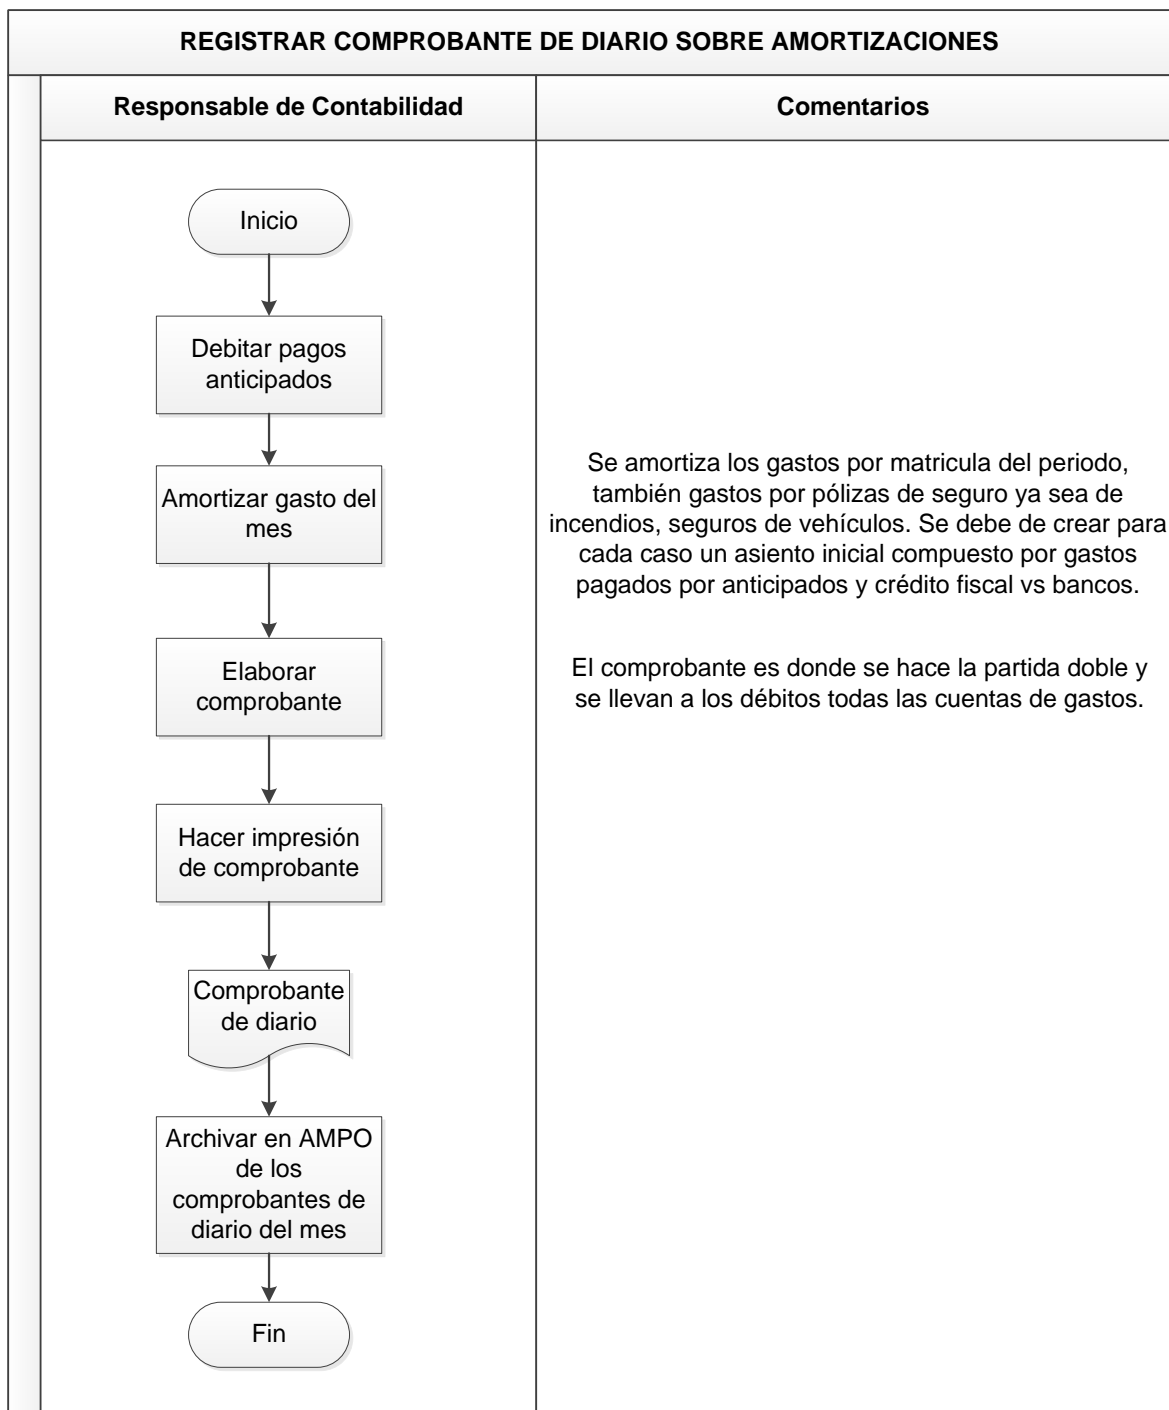 REGISTRAR COMPROBANTE DE DIARIO SOBRE AMORTIZACIONES
Responsable de Contabilidad
Comentarios
Inicio
Debitar pagos
anticipados
Amortizar gasto del
mes
Elaborar
comprobante
Hacer impresión
de comprobante
Comprobante
de diario
Archivar en AMPO
de los
comprobantes de
diario del mes
Fin
Se amortiza los gastos por matricula del periodo,
también gastos por pólizas de seguro ya sea de
incendios, seguros de vehículos. Se debe de crear para
cada caso un asiento inicial compuesto por gastos
pagados por anticipados y crédito fiscal vs bancos.
El comprobante es donde se hace la partida doble y
se llevan a los débitos todas las cuentas de gastos.